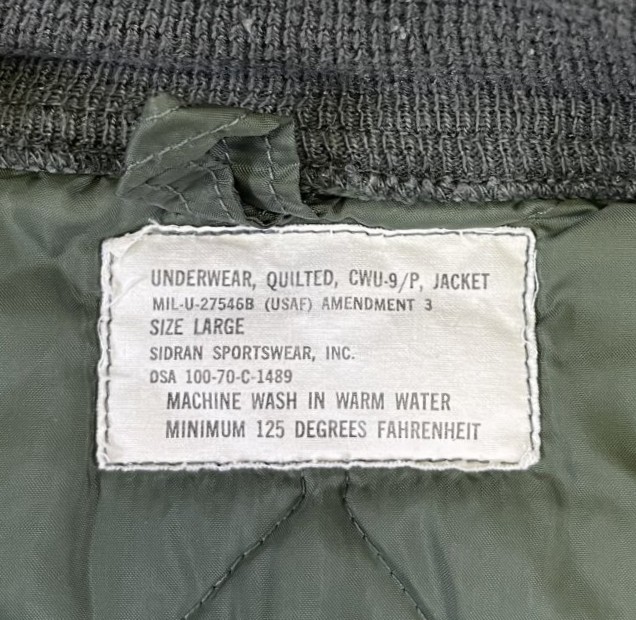 UNDERWEAR, QUILTED, CWU-9/P, JACKET
MIL-U-27546B (USAF) AMENDMENT 3
SIZE LARGE
SIDRAN SPORTSWEAR, INC.
DSA 100-70-C-1489
MACHINE WASH IN WARM WATER
MINIMUM 125 DEGREES FAHRENHEIT